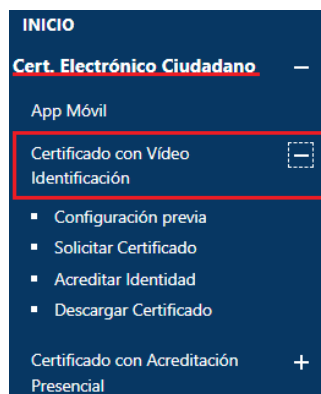 INICIO
Cert. Electrónico Ciudadano −
App Móvil
Certificado con Vídeo
Identificación −
▪ Configuración previa
▪ Solicitar Certificado
▪ Acreditar Identidad
▪ Descargar Certificado
Certificado con Acreditación +
Presencial